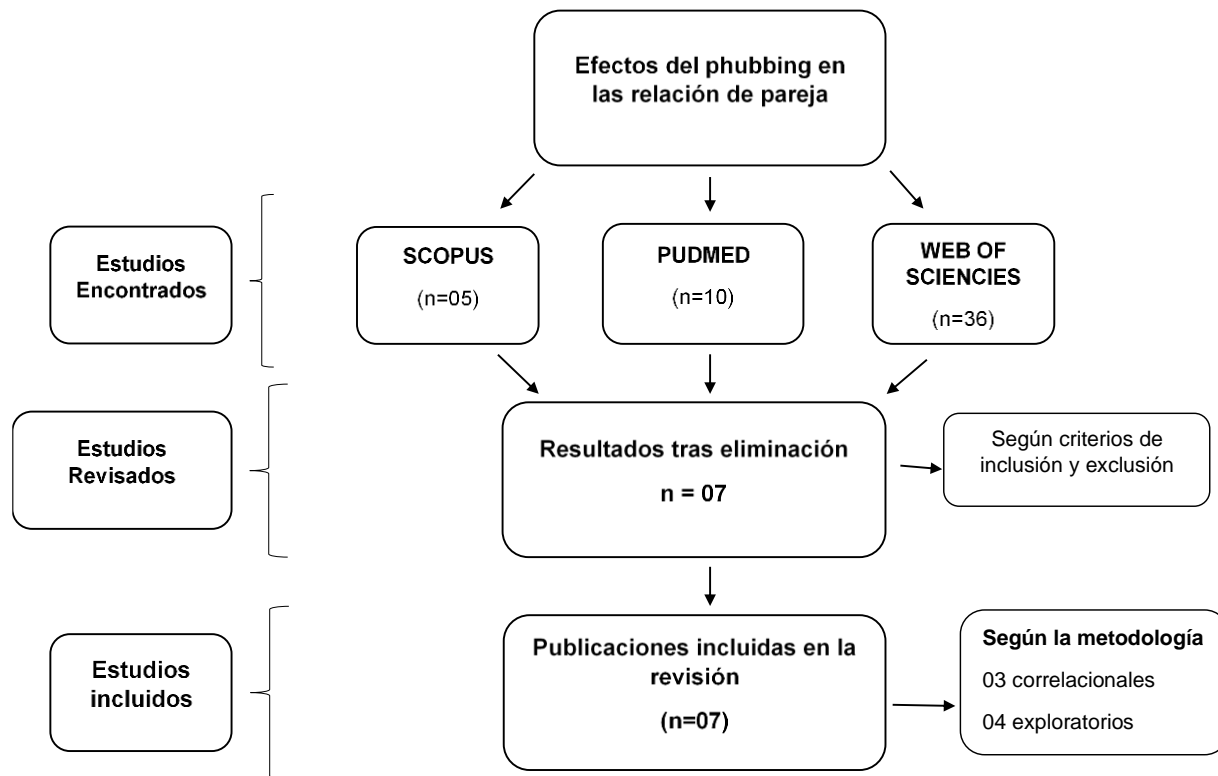 Efectos del phubbing en
las relación de pareja
Estudios
Encontrados
SCOPUS
(n=05)
PUDMED
(n=10)
WEB OF
SCIENCIES
(n=36)
Estudios
Revisados
Resultados tras eliminación
n = 07
Según criterios de
inclusión y exclusión
Estudios
incluidos
Publicaciones incluidas en la
revisión
(n=07)
Según la metodología
03 correlacionales
04 exploratorios